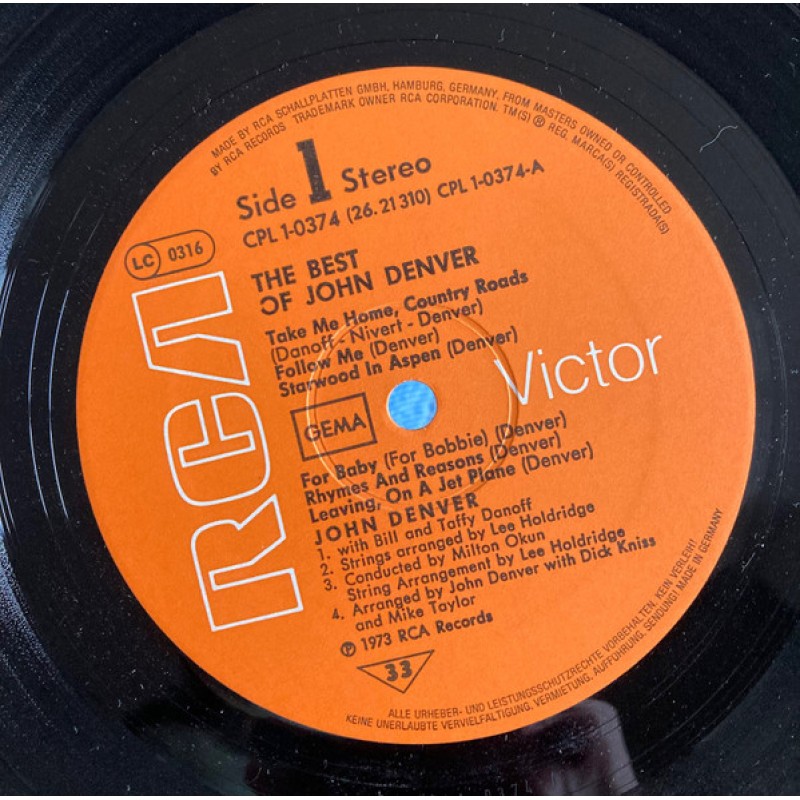 MADE BY RCA SCHALLPLATTEN GMBH, HAMBURG, GERMANY, FROM MASTERS OWNED OR CONTROLLED
BY RCA RECORDS TRADEMARK OWNER RCA CORPORATION. TM(S) ® REG. MARCA(S) REGISTRADA(S)
Side 1 Stereo
CPL 1-0374 (26.21310) CPL 1-0374-A
LC 0316
RCA
Victor
THE BEST
OF JOHN DENVER
Take Me Home, Country Roads
(Danoff - Nivert - Denver)
Follow Me (Denver)
Starwood In Aspen (Denver)
GEMA
For Baby (For Bobbie) (Denver)
Rhymes And Reasons (Denver)
Leaving, On A Jet Plane (Denver)
JOHN DENVER
1. with Bill and Taffy Danoff
2. Strings arranged by Lee Holdridge
3. Conducted by Milton Okun
String Arrangement by Lee Holdridge
4. Arranged by John Denver with Dick Kniss
and Mike Taylor
℗ 1973 RCA Records
33
ALLE URHEBER- UND LEISTUNGSSCHUTZRECHTE VORBEHALTEN. KEIN VERLEIH!
KEINE UNERLAUBTE VERVIELFÄLTIGUNG, VERMIETUNG, AUFFÜHRUNG, SENDUNG! MADE IN GERMANY
0374